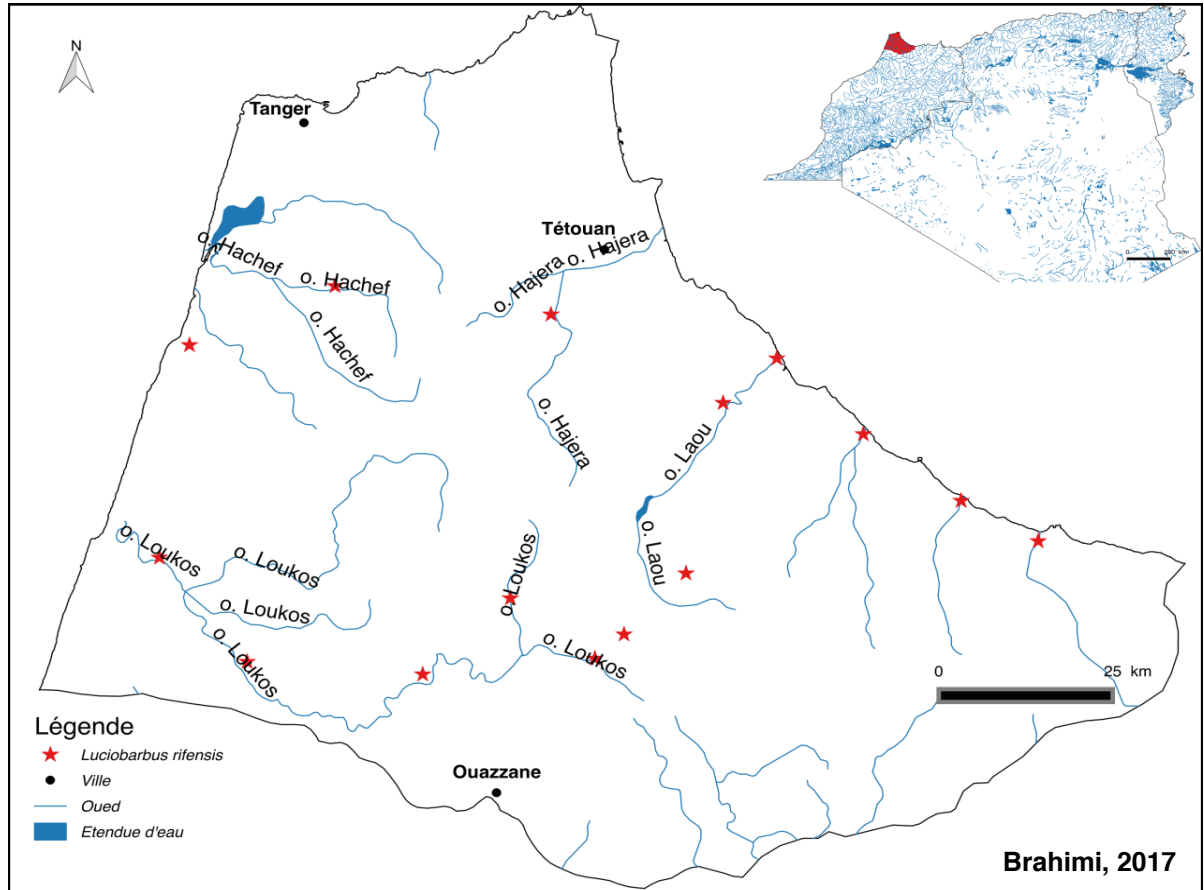 N
Tanger
Tétouan
o. Hachef
o. Hachef
o. Hachef
o. Hajera
o. Hajera
o. Hajera
o. Laou
o. Laou
o. Loukos
o. Loukos
o. Loukos
o. Loukos
o. Loukos
o. Loukos
0 25 km
Ouazzane
Légende
Luciobarbus rifensis
Ville
Oued
Etendue d'eau
Brahimi, 2017